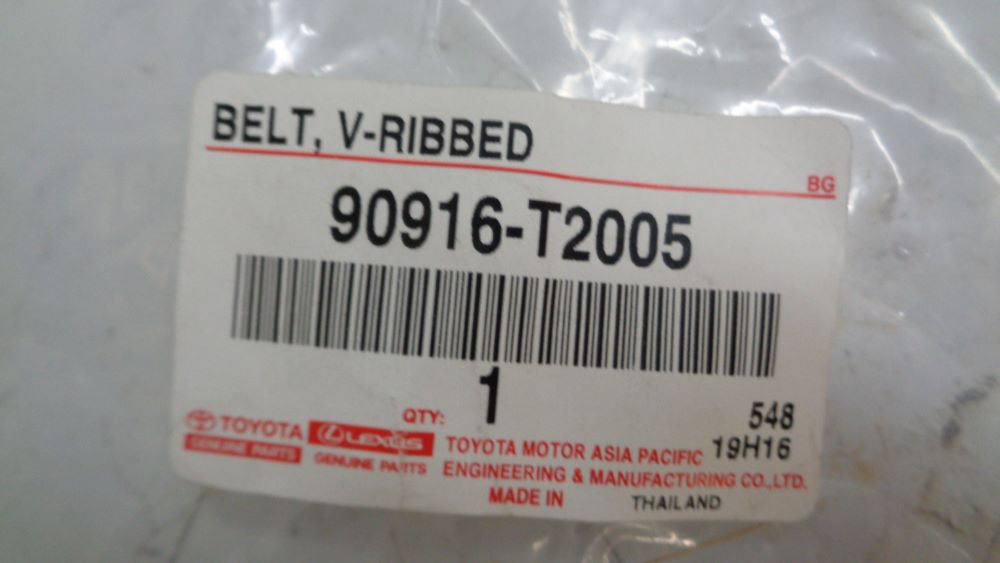 BELT, V-RIBBED
BG
90916-T2005
QTY: 1
548
TOYOTA LEXUS 19H16
GENUINE PARTS GENUINE PARTS TOYOTA MOTOR ASIA PACIFIC
ENGINEERING & MANUFACTURING CO.,LTD.
MADE IN THAILAND